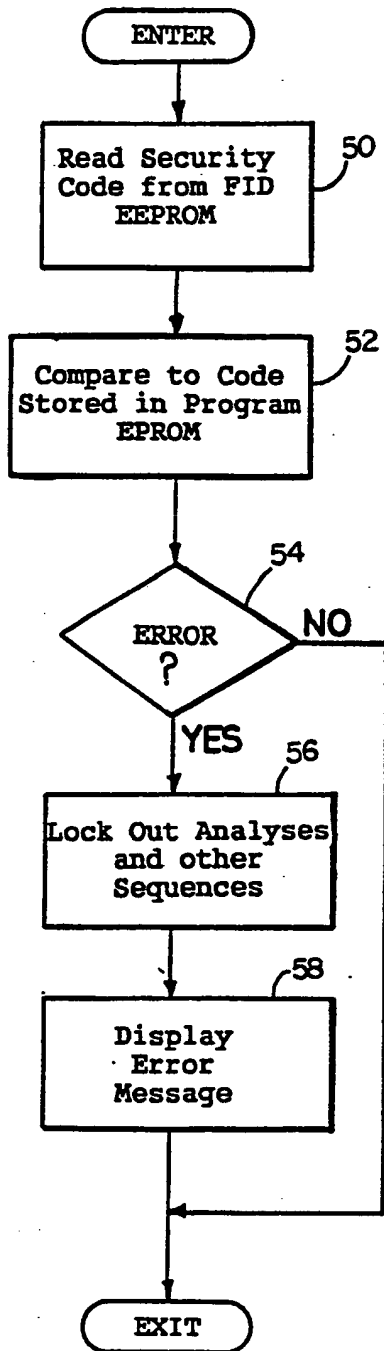 ENTER
Read Security
Code from FID
EEPROM
50
Compare to Code
Stored in Program
EPROM
52
54
ERROR
?
NO
YES
56
Lock Out Analyses
and other
Sequences
58
Display
Error
Message
EXIT